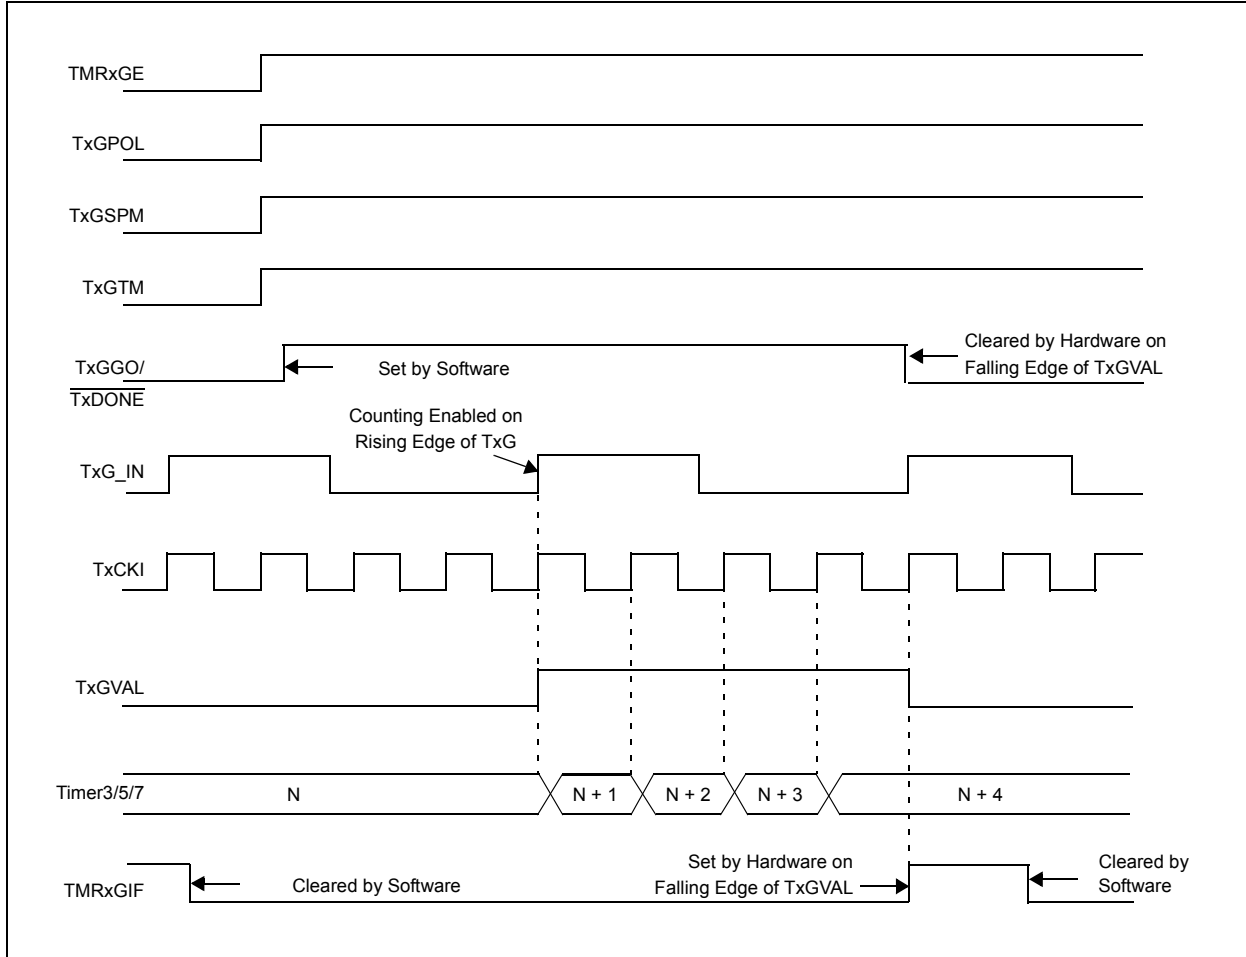 TMRxGE
TxGPOL
TxGSPM
TxGTM
TxGGO/
TxDONE
Set by Software
Cleared by Hardware on
Falling Edge of TxGVAL
Counting Enabled on
Rising Edge of TxG
TxG_IN
TxCKI
TxGVAL
Timer3/5/7
N
N + 1
N + 2
N + 3
N + 4
TMRxGIF
Cleared by Software
Set by Hardware on
Falling Edge of TxGVAL
Cleared by
Software